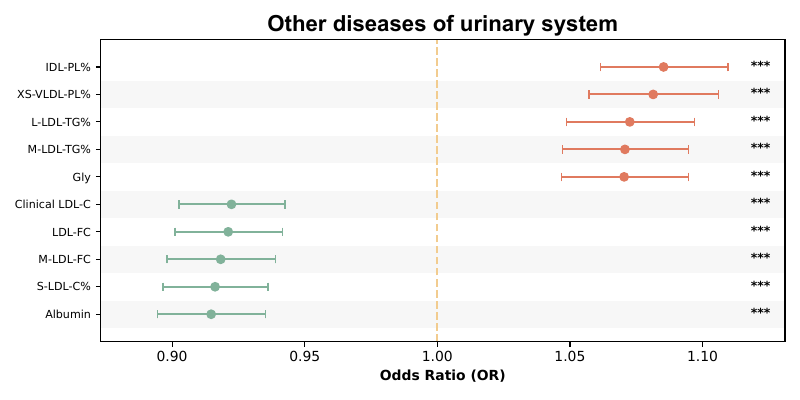 Other diseases of urinary system
IDL-PL% ***
XS-VLDL-PL% ***
L-LDL-TG% ***
M-LDL-TG% ***
Gly ***
Clinical LDL-C ***
LDL-FC ***
M-LDL-FC ***
S-LDL-C% ***
Albumin ***
0.90 0.95 1.00 1.05 1.10
Odds Ratio (OR)